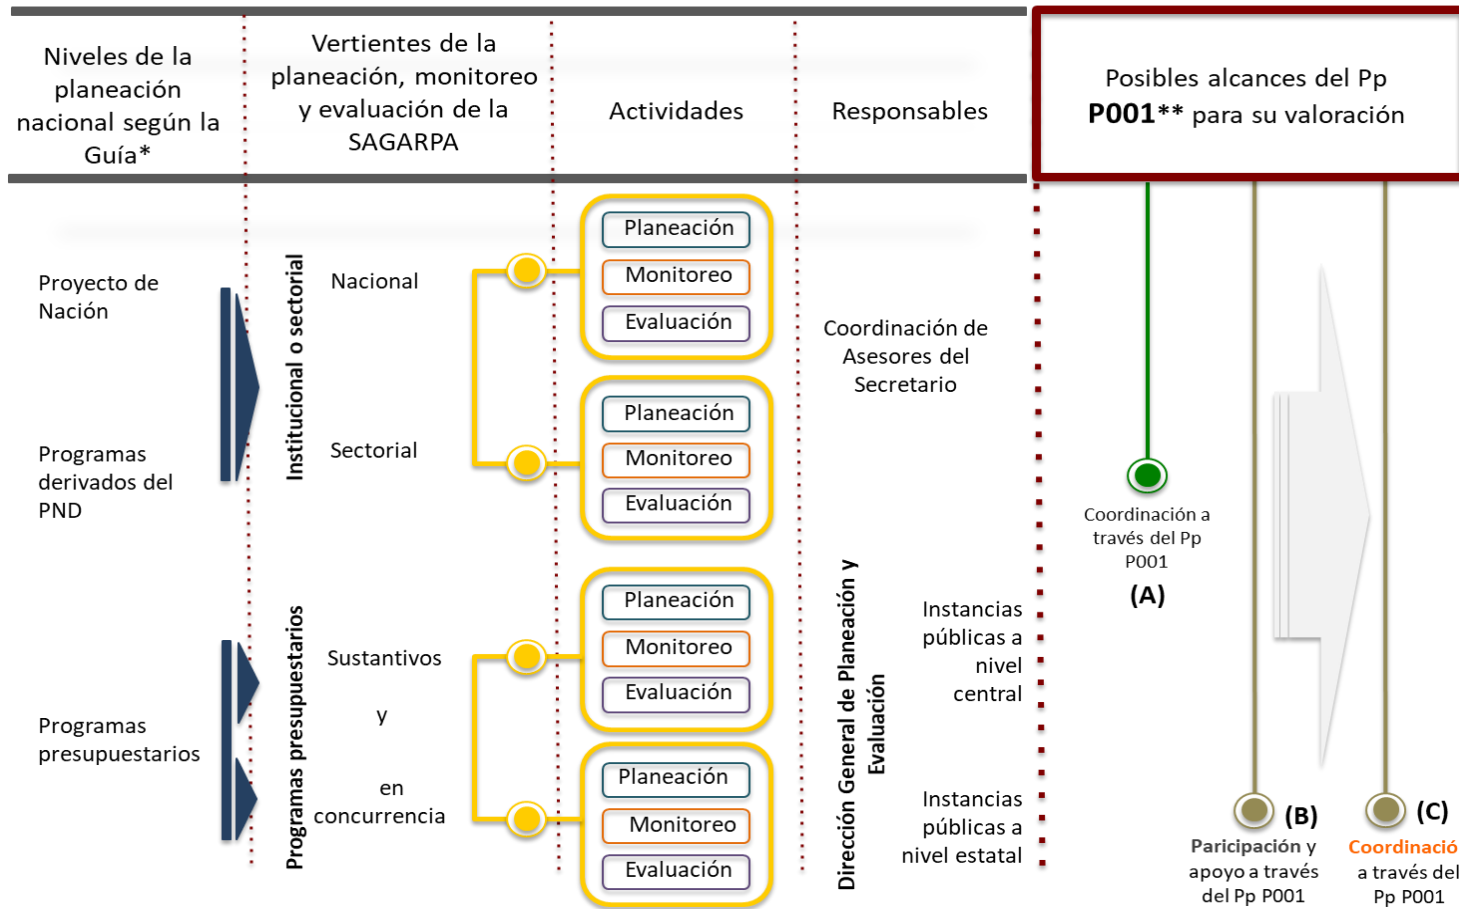 Niveles de la
planeación
nacional según la
Guía*
Vertientes de la
planeación, monitoreo
y evaluación de la
SAGARPA
Actividades
Responsables
Posibles alcances del Pp
P001** para su valoración
Proyecto de
Nación
Programas
derivados del
PND
Programas
presupuestarios
Institucional o sectorial
Nacional
Sectorial
Programas presupuestarios
Sustantivos
y
en
concurrencia
Planeación
Monitoreo
Evaluación
Planeación
Monitoreo
Evaluación
Planeación
Monitoreo
Evaluación
Planeación
Monitoreo
Evaluación
Coordinación de
Asesores del
Secretario
Dirección General de Planeación y
Evaluación
Instancias
públicas a
nivel
central
Instancias
públicas a
nivel estatal
Coordinación a
través del Pp
P001
(A)
(B)
Paricipación y
apoyo a través
del Pp P001
(C)
Coordinació
a través del
Pp P001